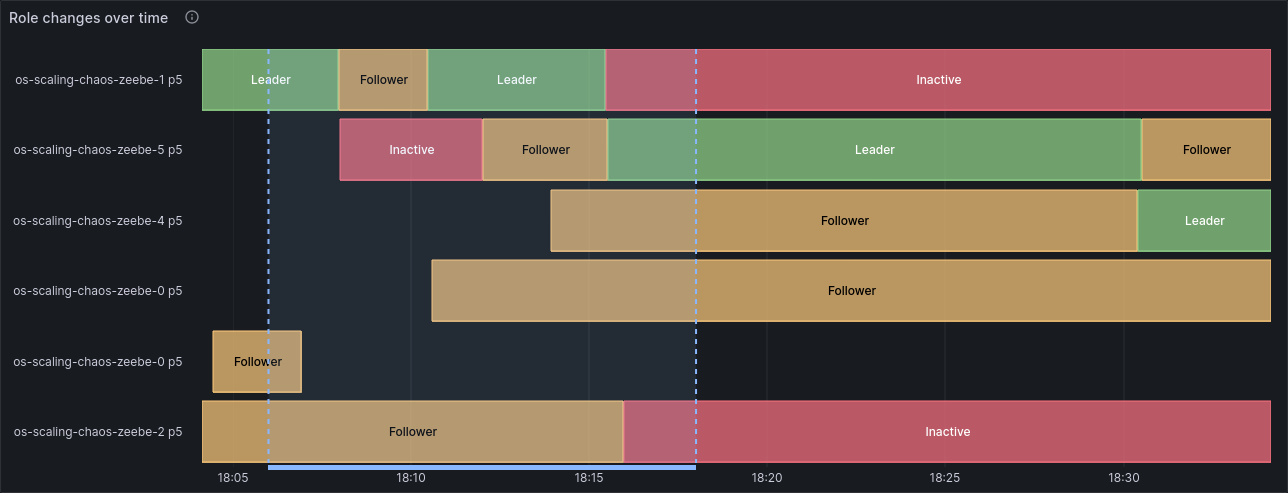 Role changes over time
os-scaling-chaos-zeebe-1 p5 Leader Follower Leader Inactive
os-scaling-chaos-zeebe-5 p5 Inactive Follower Leader Follower
os-scaling-chaos-zeebe-4 p5 Follower Leader
os-scaling-chaos-zeebe-0 p5 Follower
os-scaling-chaos-zeebe-0 p5 Follower
os-scaling-chaos-zeebe-2 p5 Follower Inactive
18:05 18:10 18:15 18:20 18:25 18:30